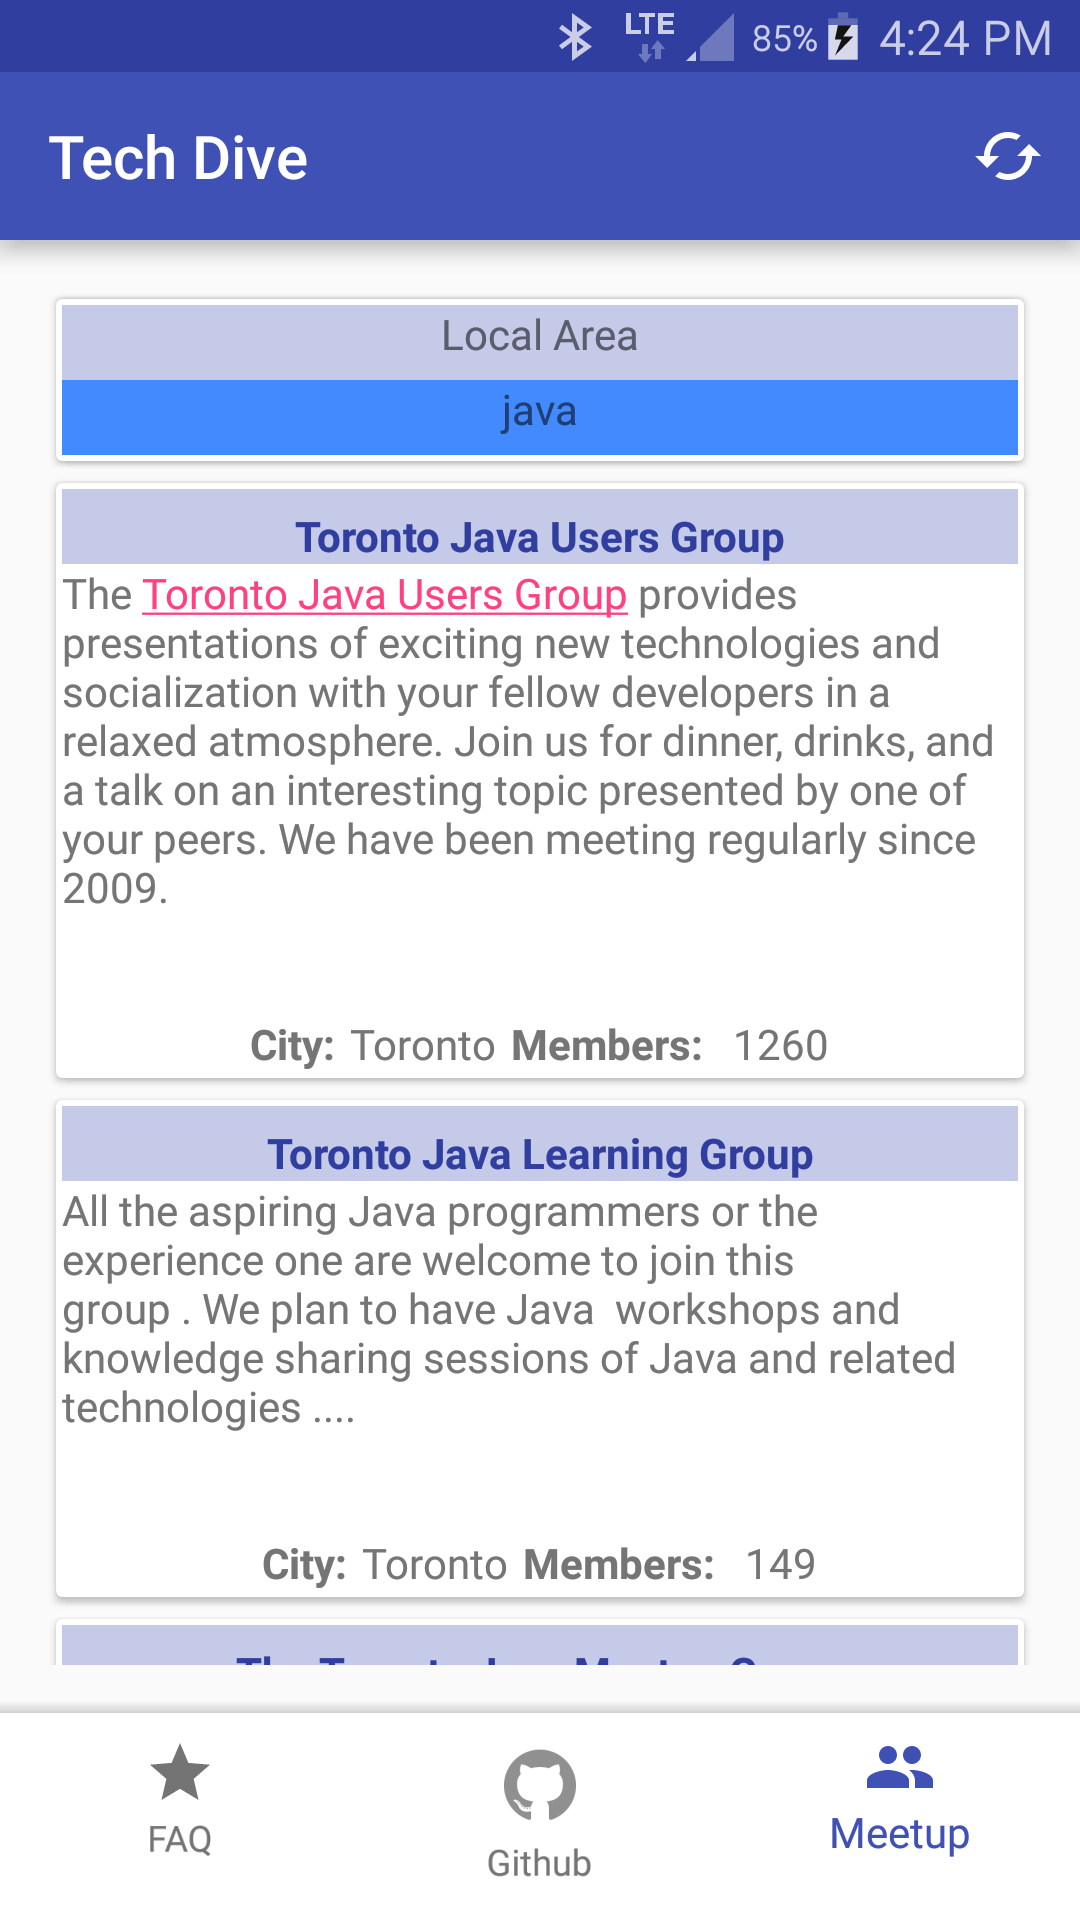 LTE 85% 4:24 PM
Tech Dive
Local Area
java
Toronto Java Users Group
The Toronto Java Users Group provides
presentations of exciting new technologies and
socialization with your fellow developers in a
relaxed atmosphere. Join us for dinner, drinks, and
a talk on an interesting topic presented by one of
your peers. We have been meeting regularly since
2009.
City: Toronto Members: 1260
Toronto Java Learning Group
All the aspiring Java programmers or the
experience one are welcome to join this
group . We plan to have Java  workshops and
knowledge sharing sessions of Java and related
technologies ....
City: Toronto Members: 149
FAQ
Github
Meetup